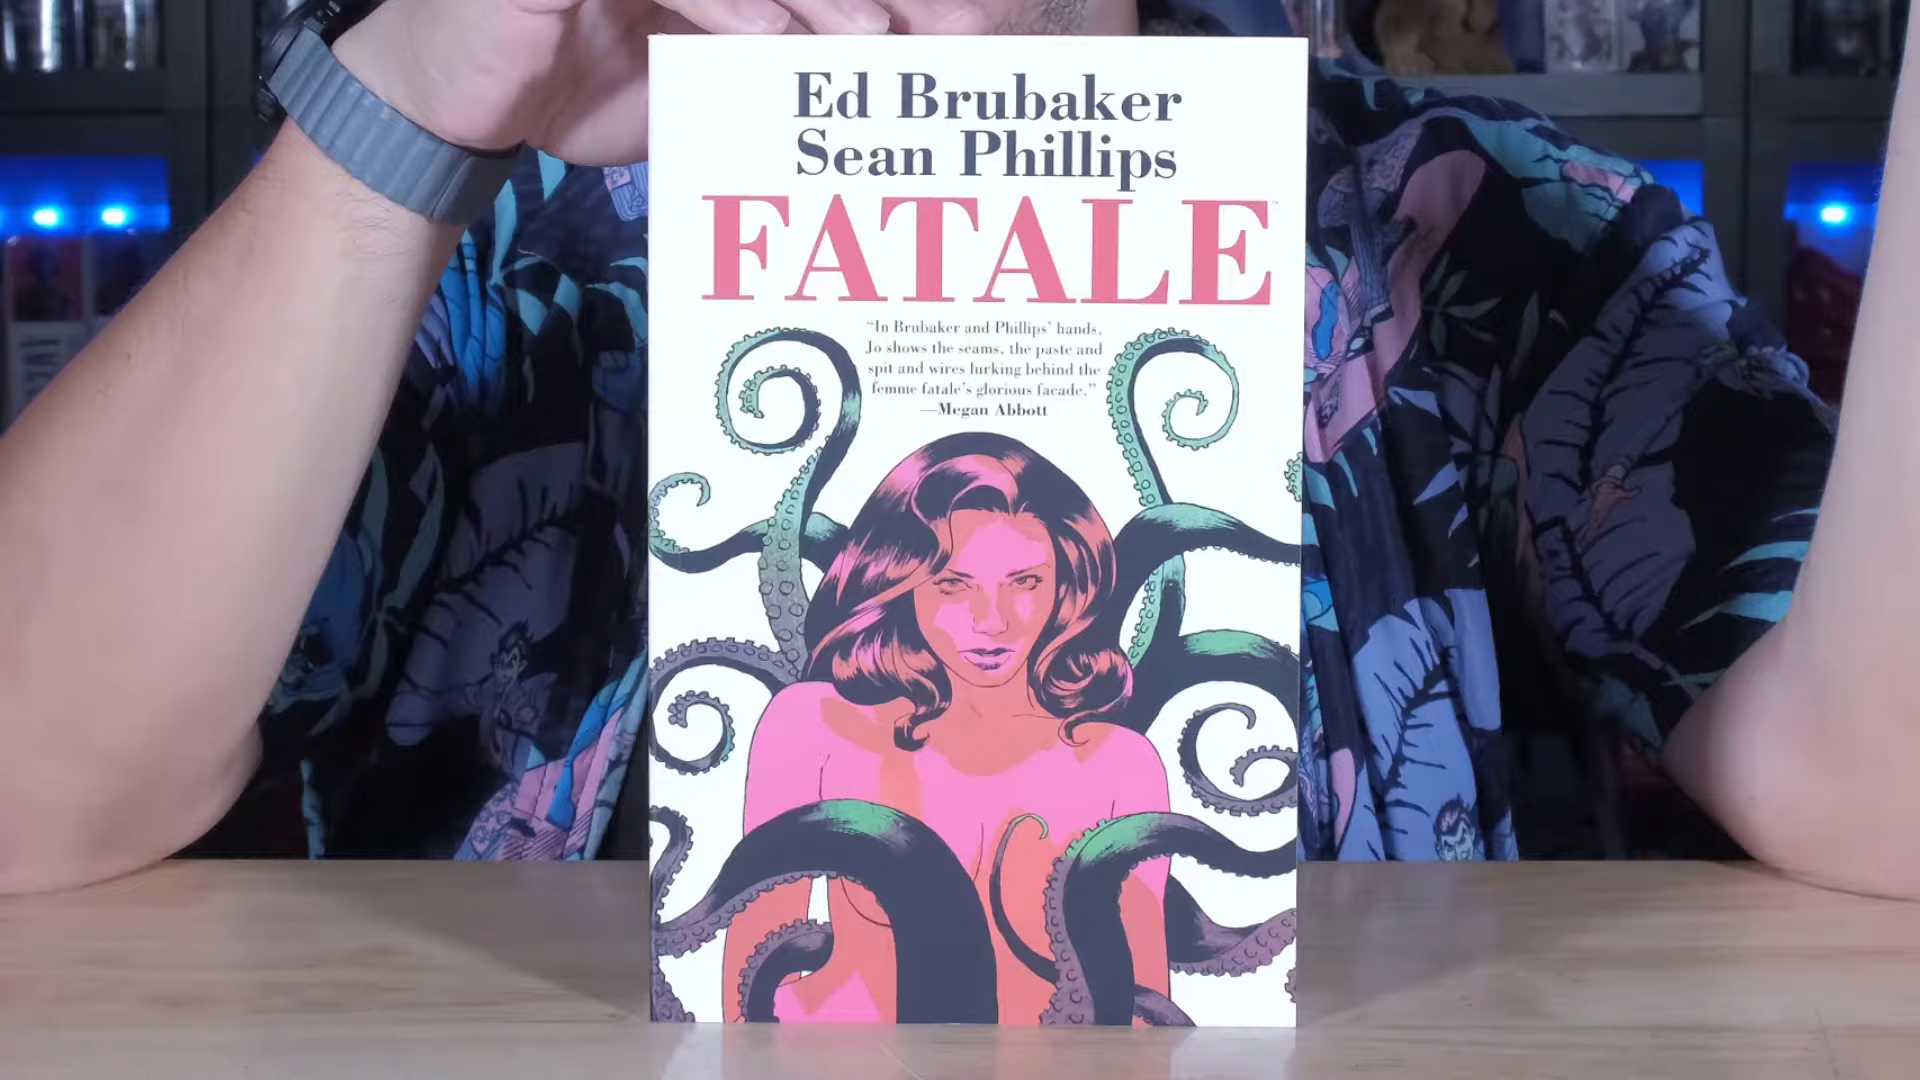 Ed Brubaker
Sean Phillips
FATALE
“In Brubaker and Phillips’ hands,
Jo shows the seams, the paste and
spit and wires lurking behind the
femme fatale’s glorious facade.”
—Megan Abbott